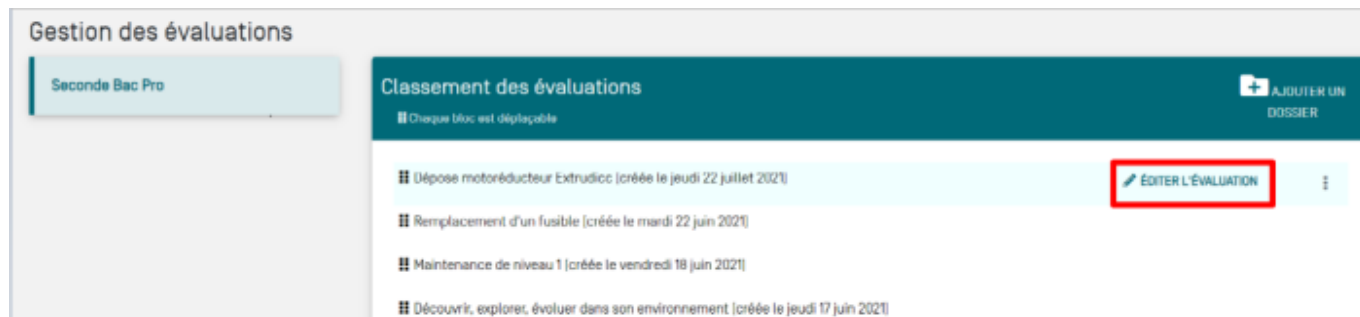 Gestion des évaluations
Seconde Bac Pro
Classement des évaluations
Chaque bloc est déplaçable
AJOUTER UN
DOSSIER
Dépose motoréducteur Extrudicc (créée le jeudi 22 juillet 2021)
ÉDITER L'ÉVALUATION
Remplacement d'un fusible (créée le mardi 22 juin 2021)
Maintenance de niveau 1 (créée le vendredi 18 juin 2021)
Découvrir, explorer, évoluer dans son environnement (créée le jeudi 17 juin 2021)